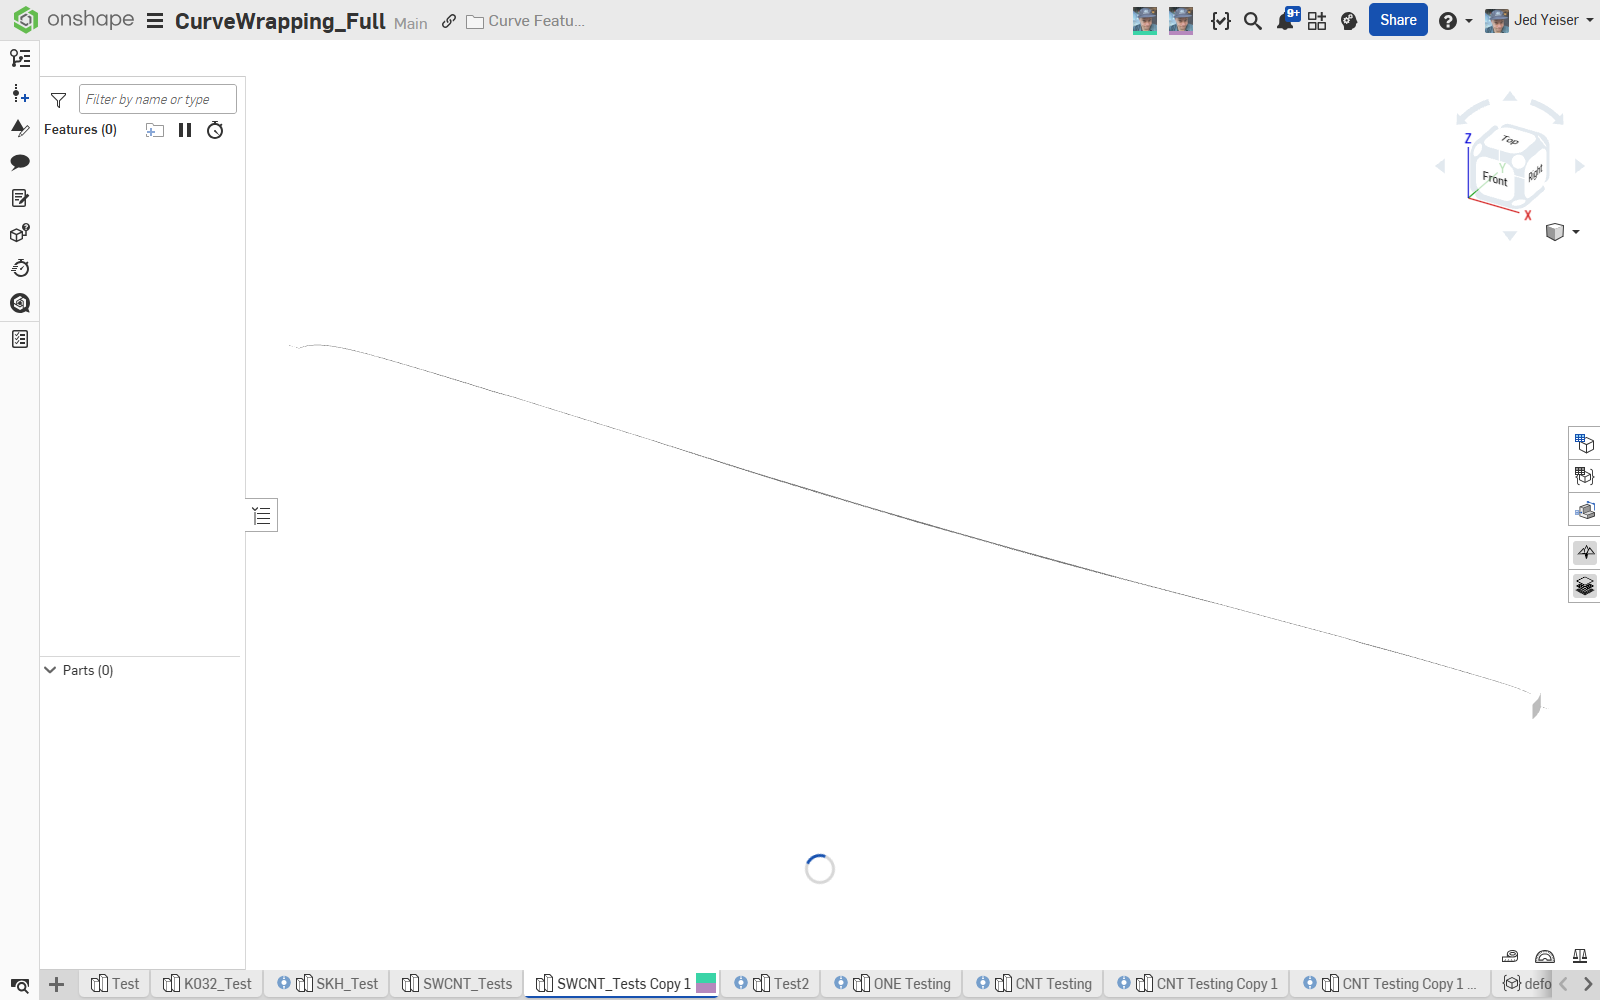 onshape CurveWrapping_Full Main Curve Featu... 9+ Share Jed Yeiser
Filter by name or type
Features (0)
Z
Top
Y
Front
Right
X
Parts (0)
Test K032_Test SKH_Test SWCNT_Tests SWCNT_Tests Copy 1 Test2 ONE Testing CNT Testing CNT Testing Copy 1 CNT Testing Copy 1 ... defo